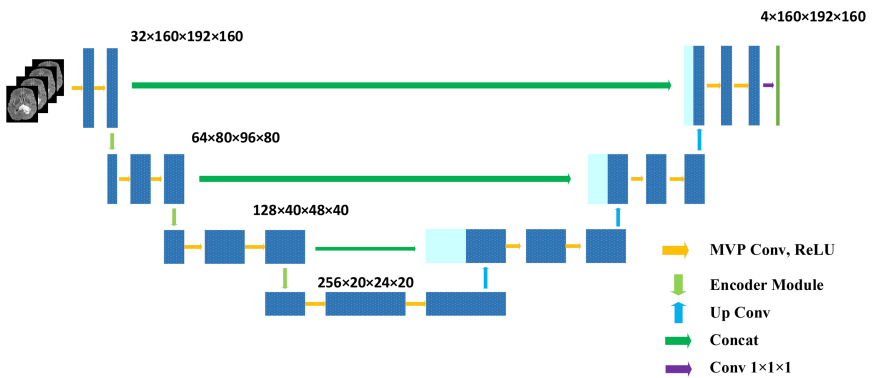 4×160×192×160
32×160×192×160
64×80×96×80
128×40×48×40
256×20×24×20
MVP Conv, ReLU
Encoder Module
Up Conv
Concat
Conv 1×1×1